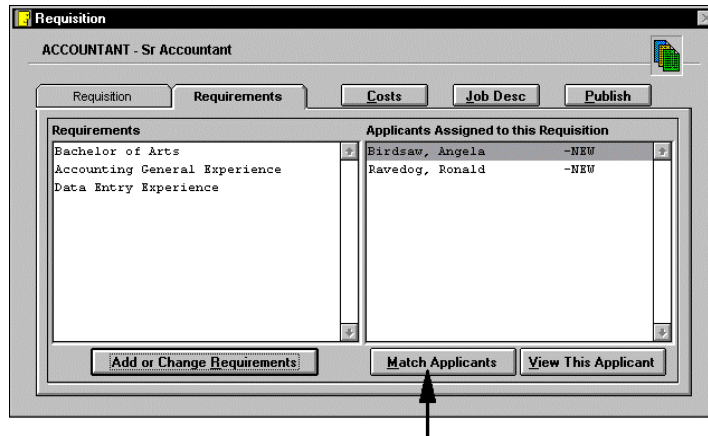 Requisition
ACCOUNTANT - Sr Accountant
Requisition Requirements Costs Job Desc Publish
Requirements Applicants Assigned to this Requisition
Bachelor of Arts Birdsaw, Angela -NEW
Accounting General Experience Ravedog, Ronald -NEW
Data Entry Experience
Add or Change Requirements Match Applicants View This Applicant